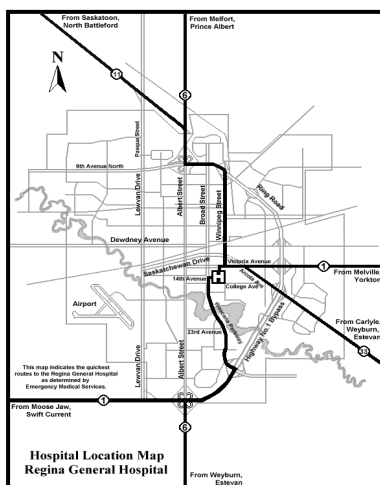 From Saskatoon,
North Battleford
From Melfort,
Prince Albert
N
11
6
Pasqua Street
9th Avenue North
Lewvan Drive
Albert Street
Broad Street
Winnipeg Street
Ring Road
Dewdney Avenue
Saskatchewan Drive
Victoria Avenue
1
14th Avenue
H
College Ave
Arcola Ave
From Melville,
Yorkton
Airport
Wascana Parkway
Highway No.1 Bypass
23rd Avenue
From Carlyle,
Weyburn,
Estevan
33
This map indicates the quickest
routes to the Regina General Hospital
as determined by
Emergency Medical Services.
Lewvan Drive
Albert Street
1
From Moose Jaw,
Swift Current
6
Hospital Location Map
Regina General Hospital
From Weyburn,
Estevan